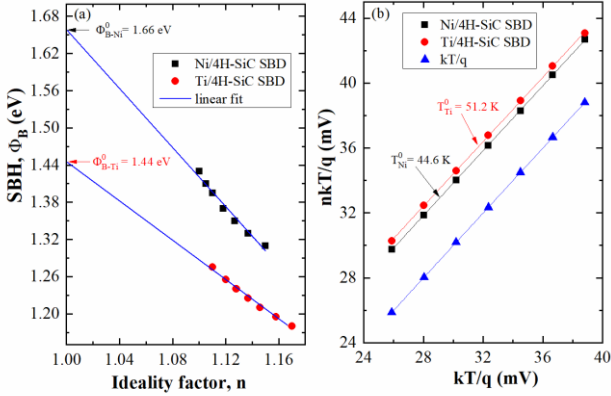 (a)
Φ⁰_B-Ni = 1.66 eV
Ni/4H-SiC SBD
Ti/4H-SiC SBD
linear fit
Φ⁰_B-Ti = 1.44 eV
SBH, Φ_B (eV)
1.68
1.62
1.56
1.50
1.44
1.38
1.32
1.26
1.20
1.00 1.04 1.08 1.12 1.16
Ideality factor, n
(b)
Ni/4H-SiC SBD
Ti/4H-SiC SBD
kT/q
T⁰_Ti = 51.2 K
T⁰_Ni = 44.6 K
nkT/q (mV)
44
40
36
32
28
24
24 28 32 36 40
kT/q (mV)